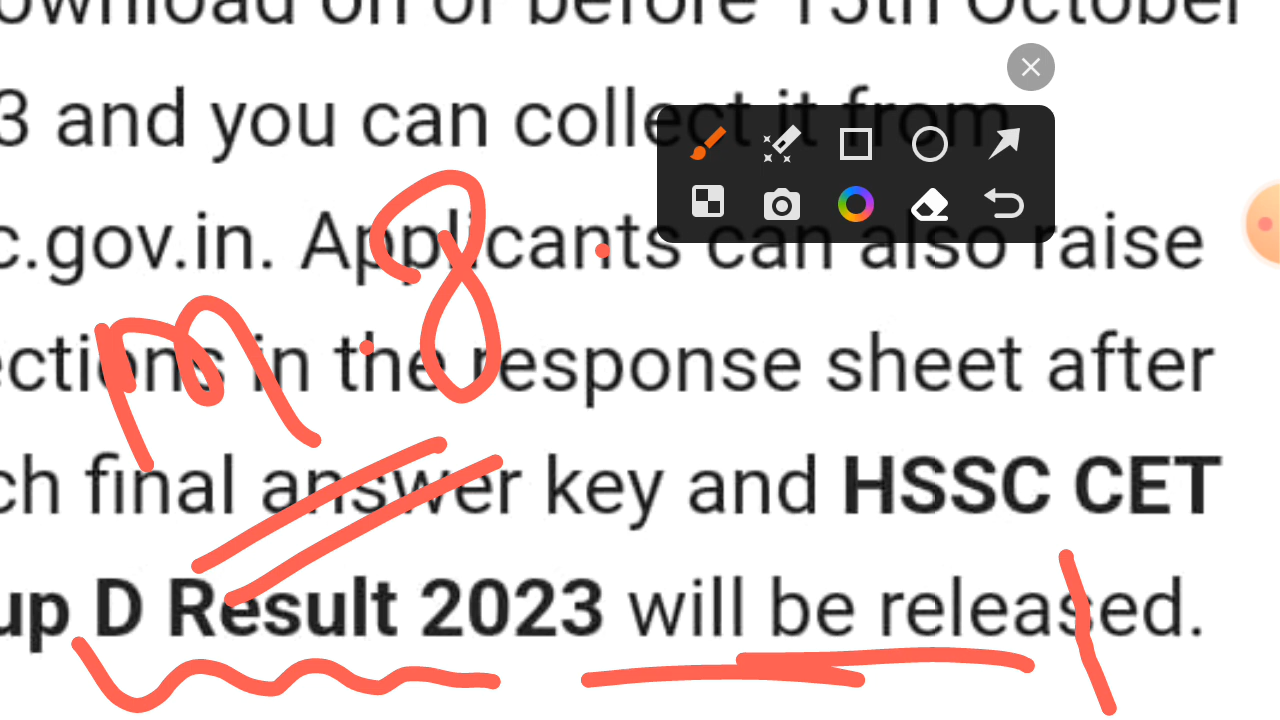 ownload on or before 15th October
3 and you can collect it from
c.gov.in. Applicants can also raise
ections in the response sheet after
ch final answer key and HSSC CET
up D Result 2023 will be released.